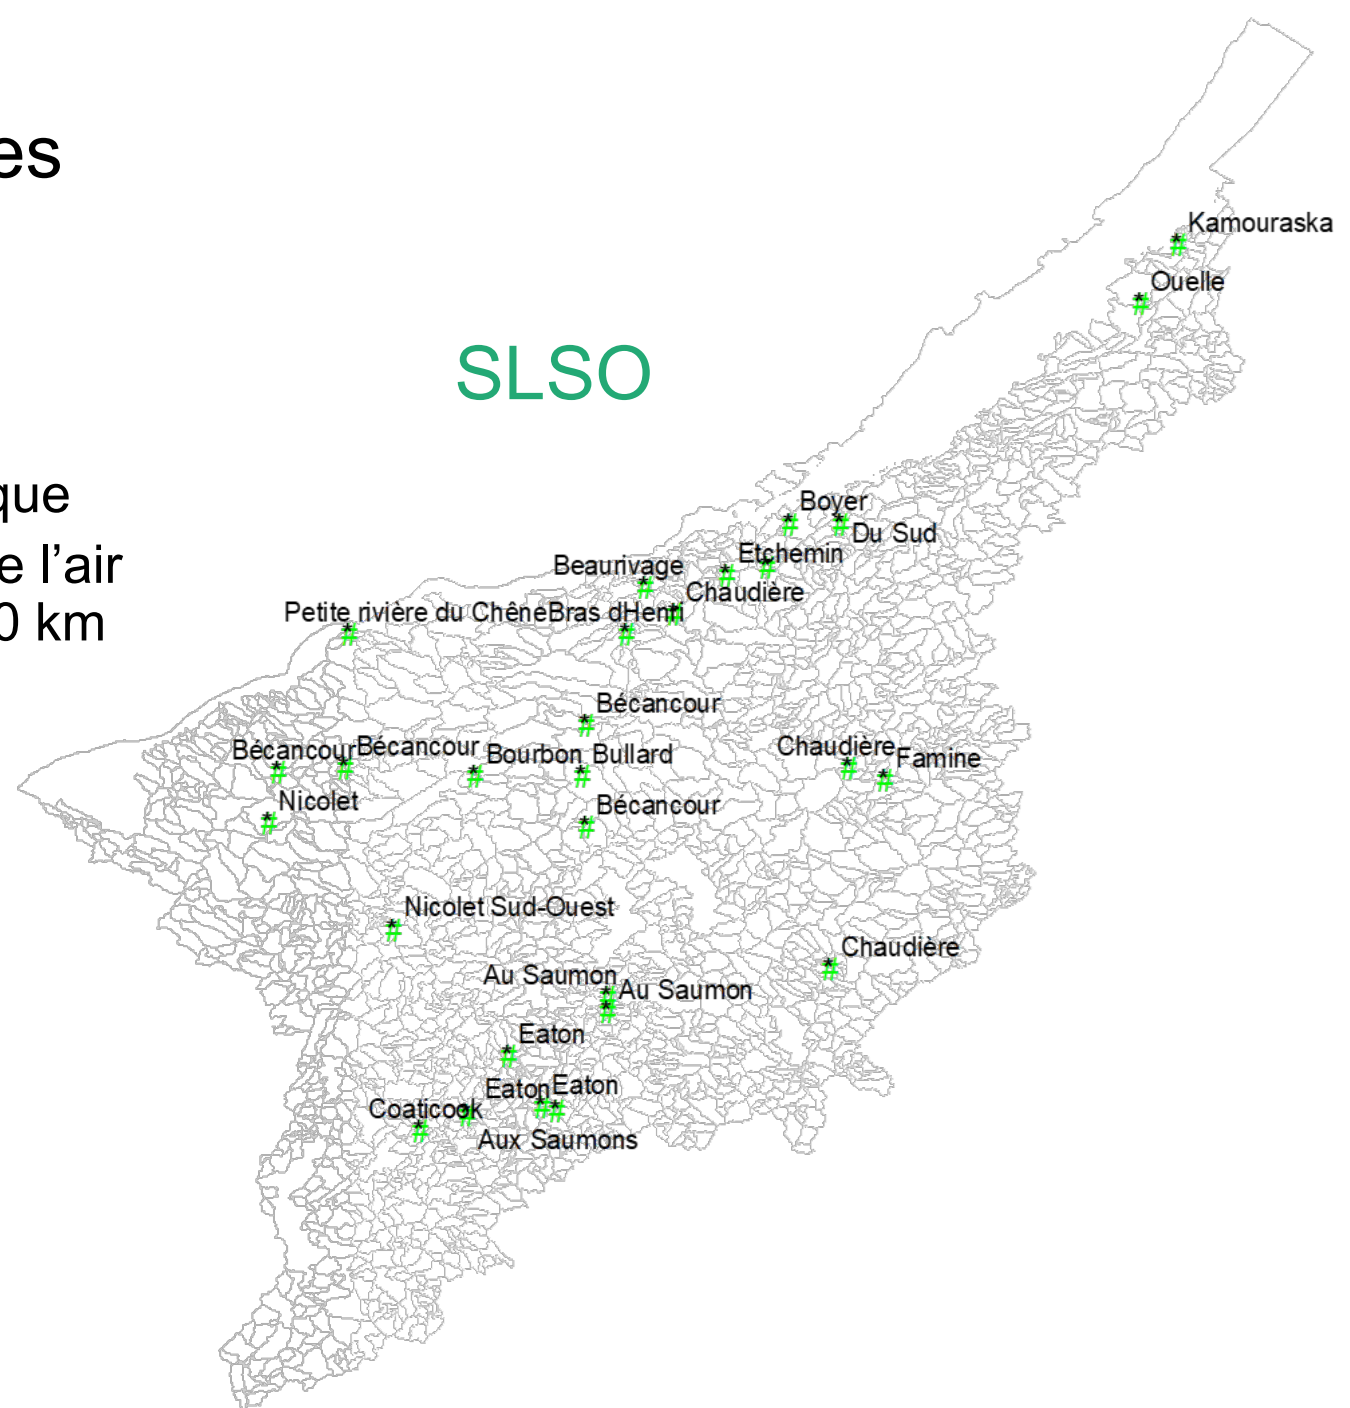 es
Kamouraska
Ouelle
SLSO
que
e l'air
0 km
Boyer
Du Sud
Etchemin
Beaurivage
Chaudière
Petite rivière du Chêne
Bras dHenri
Bécancour
Bécancour
Bécancour
Bourbon
Bullard
Chaudière
Famine
Nicolet
Bécancour
Nicolet Sud-Ouest
Chaudière
Au Saumon
Au Saumon
Eaton
Eaton
Eaton
Coaticook
Aux Saumons